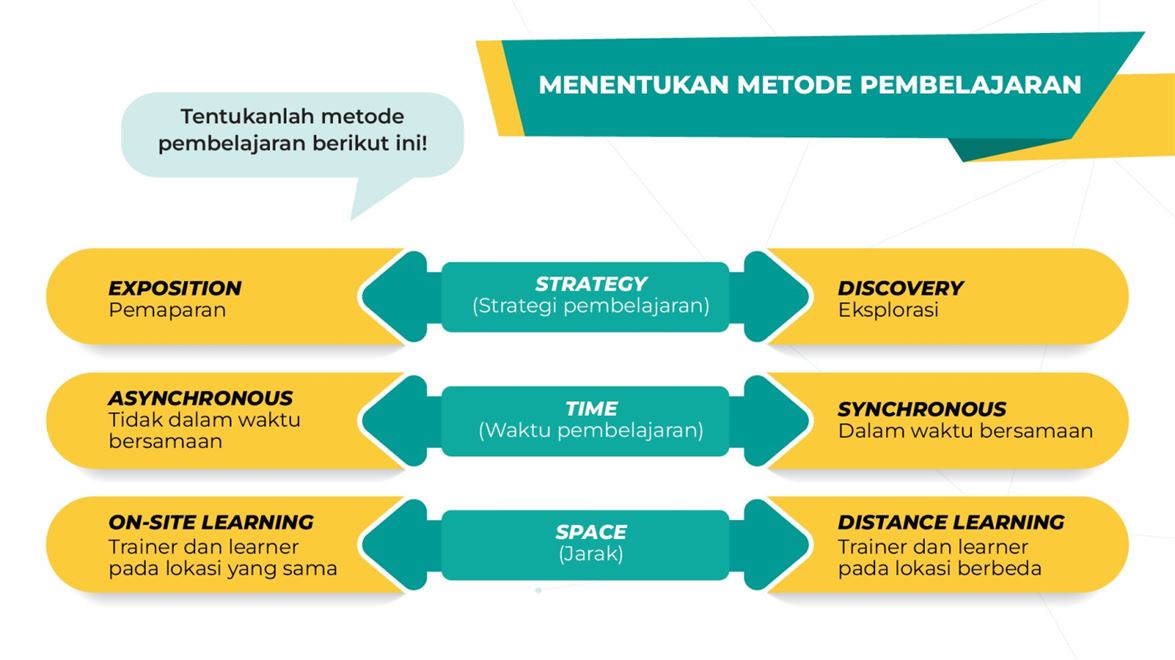 MENENTUKAN METODE PEMBELAJARAN
Tentukanlah metode
pembelajaran berikut ini!
EXPOSITION
Pemaparan
STRATEGY
(Strategi pembelajaran)
DISCOVERY
Eksplorasi
ASYNCHRONOUS
Tidak dalam waktu
bersamaan
TIME
(Waktu pembelajaran)
SYNCHRONOUS
Dalam waktu bersamaan
ON-SITE LEARNING
Trainer dan learner
pada lokasi yang sama
SPACE
(Jarak)
DISTANCE LEARNING
Trainer dan learner
pada lokasi berbeda